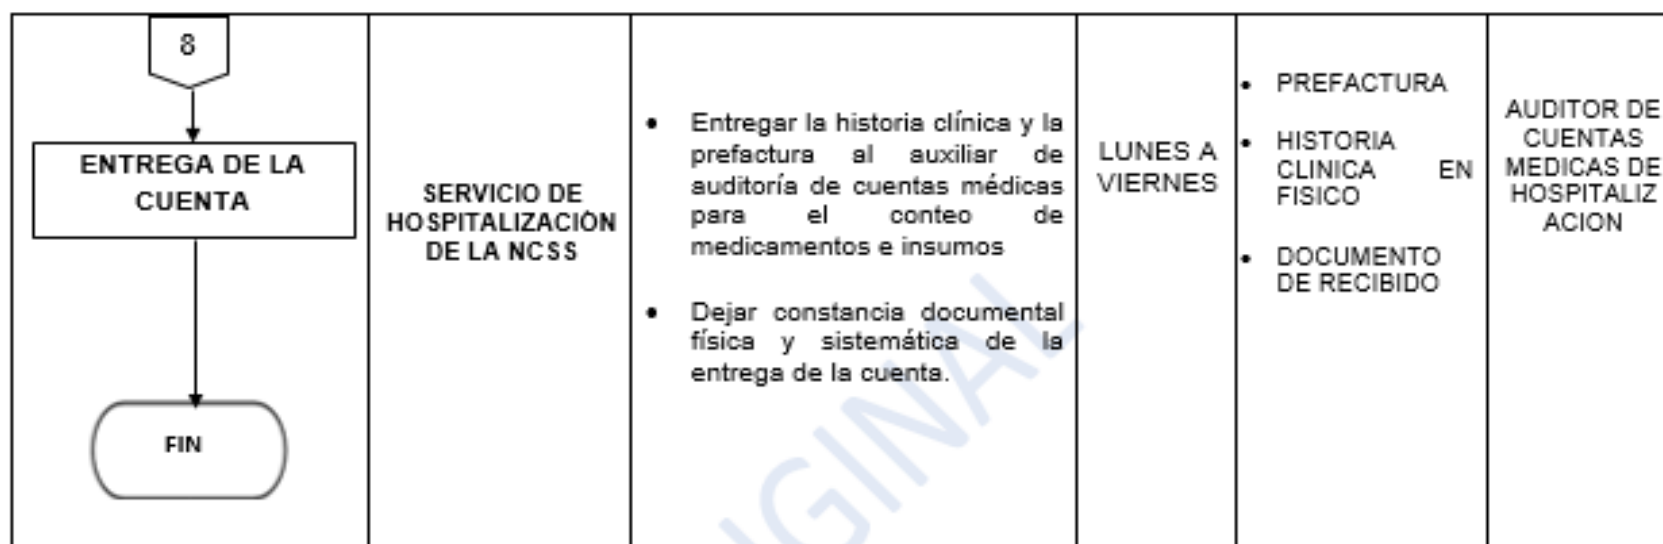 8
ENTREGA DE LA
CUENTA
FIN
SERVICIO DE
HOSPITALIZACIÓN
DE LA NCSS
• Entregar la historia clínica y la
prefactura al auxiliar de
auditoría de cuentas médicas
para el conteo de
medicamentos e insumos
• Dejar constancia documental
física y sistemática de la
entrega de la cuenta.
LUNES A
VIERNES
• PREFACTURA
• HISTORIA
CLINICA EN
FISICO
• DOCUMENTO
DE RECIBIDO
AUDITOR DE
CUENTAS
MEDICAS DE
HOSPITALIZ
ACION
GINAL